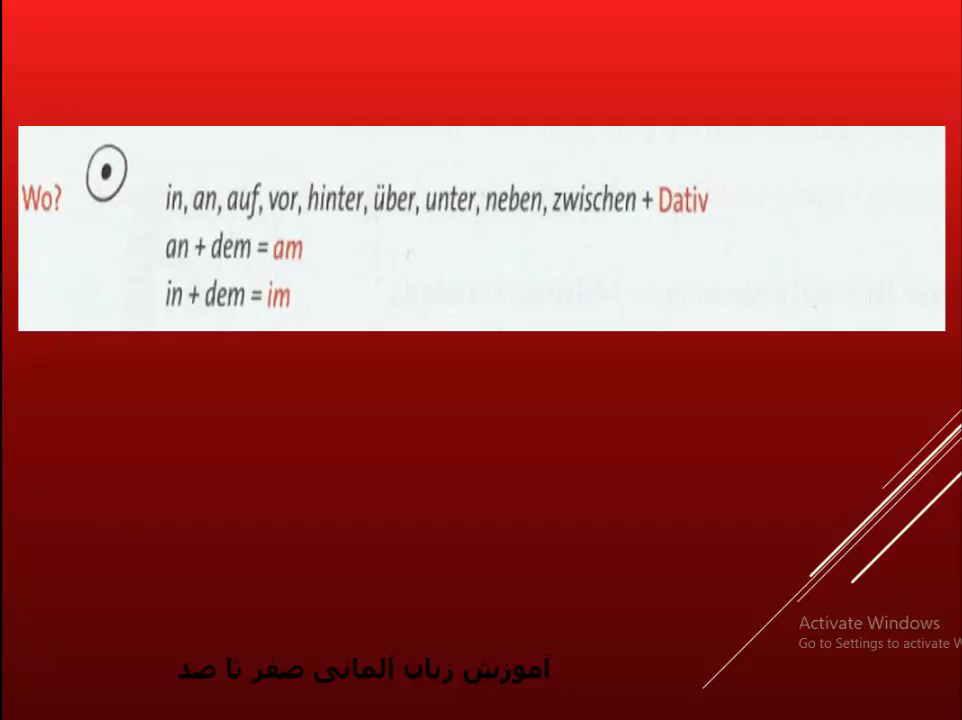 Wo? in, an, auf, vor, hinter, über, unter, neben, zwischen + Dativ
an + dem = am
in + dem = im
Activate Windows
Go to Settings to activate W
آموزش زبان آلمانی صفر تا صد